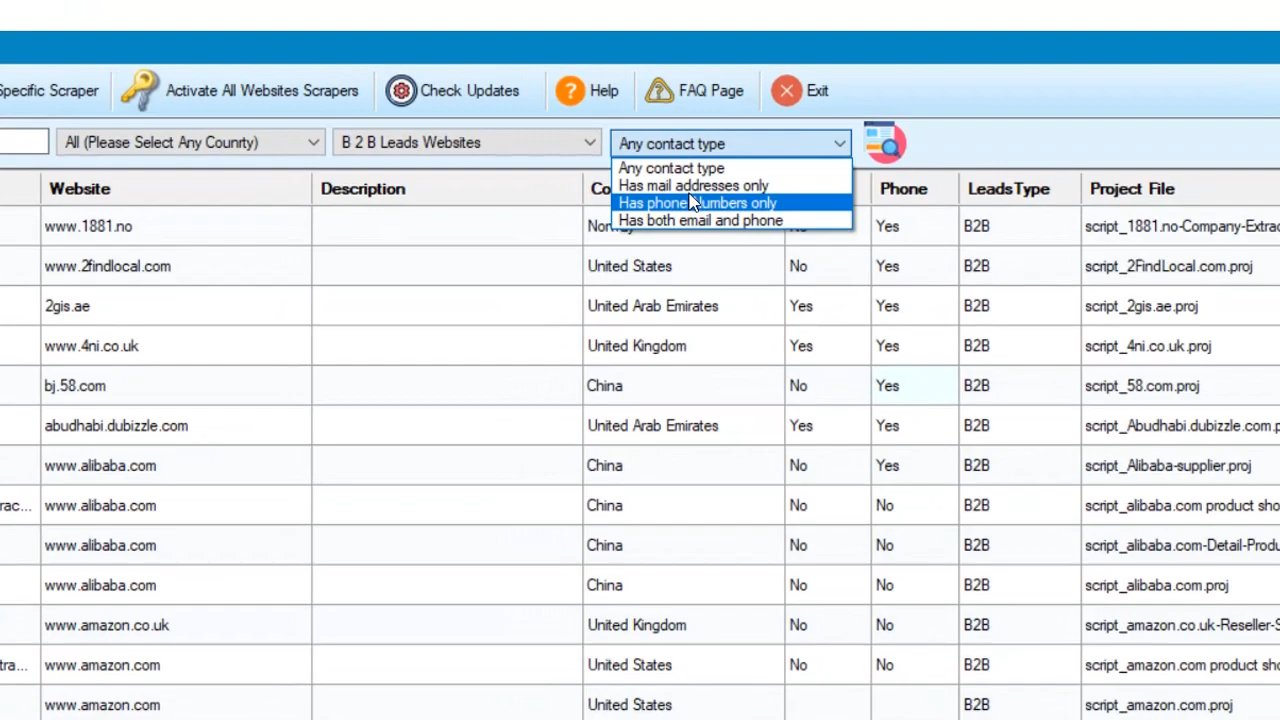 Specific Scraper Activate All Websites Scrapers Check Updates Help FAQ Page Exit
All (Please Select Any Counrty) B 2 B Leads Websites Any contact type
Any contact type
Has mail addresses only
Has phone numbers only
Has both email and phone
Website Description Co Phone LeadsType Project File
www.1881.no Norway No Yes B2B script_1881.no-Company-Extrac
www.2findlocal.com United States No Yes B2B script_2FindLocal.com.proj
2gis.ae United Arab Emirates Yes Yes B2B script_2gis.ae.proj
www.4ni.co.uk United Kingdom Yes Yes B2B script_4ni.co.uk.proj
bj.58.com China No Yes B2B script_58.com.proj
abudhabi.dubizzle.com United Arab Emirates Yes Yes B2B script_Abudhabi.dubizzle.com.p
www.alibaba.com China No Yes B2B script_Alibaba-supplier.proj
rac... www.alibaba.com China No No B2B script_alibaba.com product sho
www.alibaba.com China No No B2B script_alibaba.com-Detail-Produ
www.alibaba.com China No No B2B script_alibaba.com.proj
www.amazon.co.uk United Kingdom No No B2B script_amazon.co.uk-Reseller-S
tra... www.amazon.com United States No No B2B script_amazon.com product sho
www.amazon.com United States B2B script_amazon.com.proj